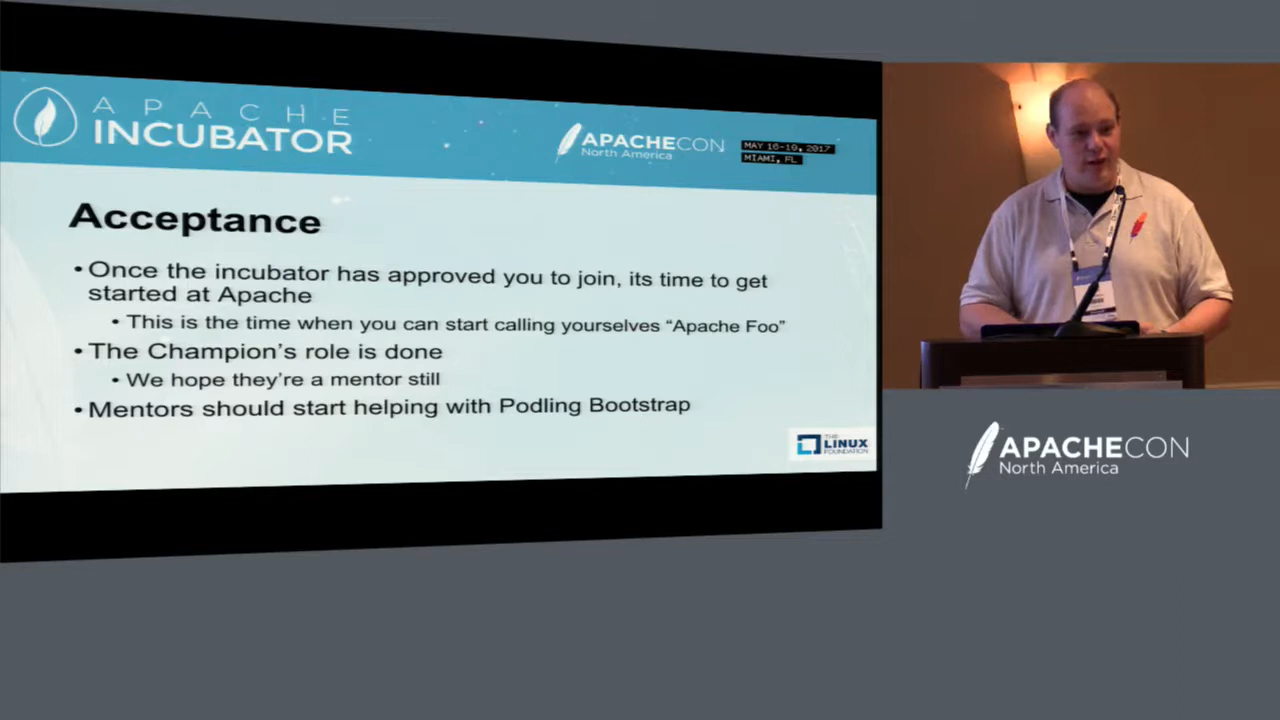 APACHE
INCUBATOR
APACHECON
North America
MAY 16-18, 2017
MIAMI, FL
Acceptance
•Once the incubator has approved you to join, its time to get
started at Apache
• This is the time when you can start calling yourselves “Apache Foo”
•The Champion’s role is done
• We hope they’re a mentor still
•Mentors should start helping with Podling Bootstrap
THE
LINUX
FOUNDATION
APACHECON
North America